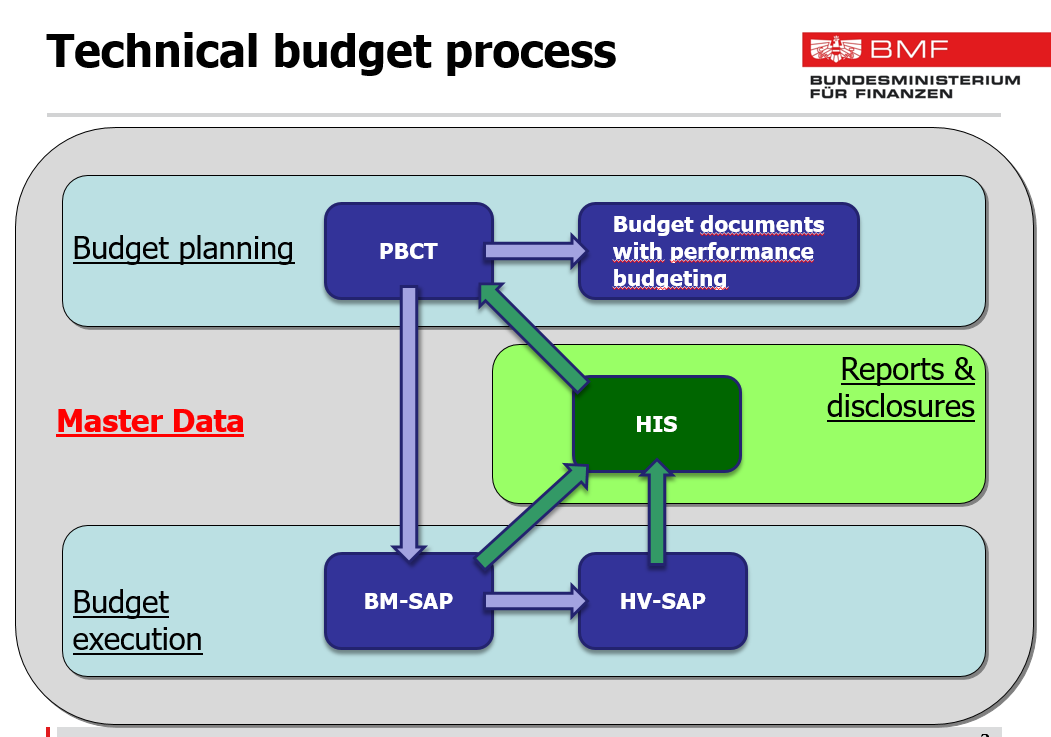 Technical budget process
BMF
BUNDESMINISTERIUM
FÜR FINANZEN
Budget planning
PBCT
Budget documents
with performance
budgeting
Reports &
disclosures
HIS
Master Data
Budget
execution
BM-SAP
HV-SAP